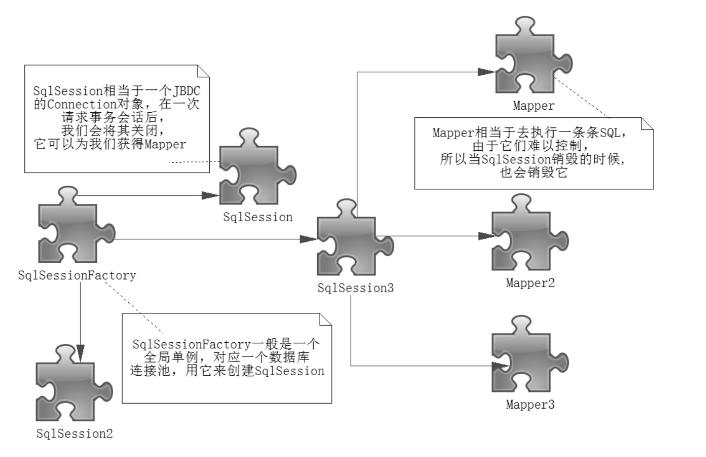 SqlSession相当于一个JBDC
的Connection对象, 在一次
请求事务会话后,
我们会将其关闭,
它可以为我们获得Mapper
Mapper
Mapper相当于去执行一条条SQL,
由于它们难以控制,
所以当SqlSession销毁的时候,
也会销毁它
SqlSession
SqlSessionFactory
SqlSession3
Mapper2
SqlSessionFactory一般是一个
全局单例, 对应一个数据库
连接池, 用它来创建SqlSession
Mapper3
SqlSession2